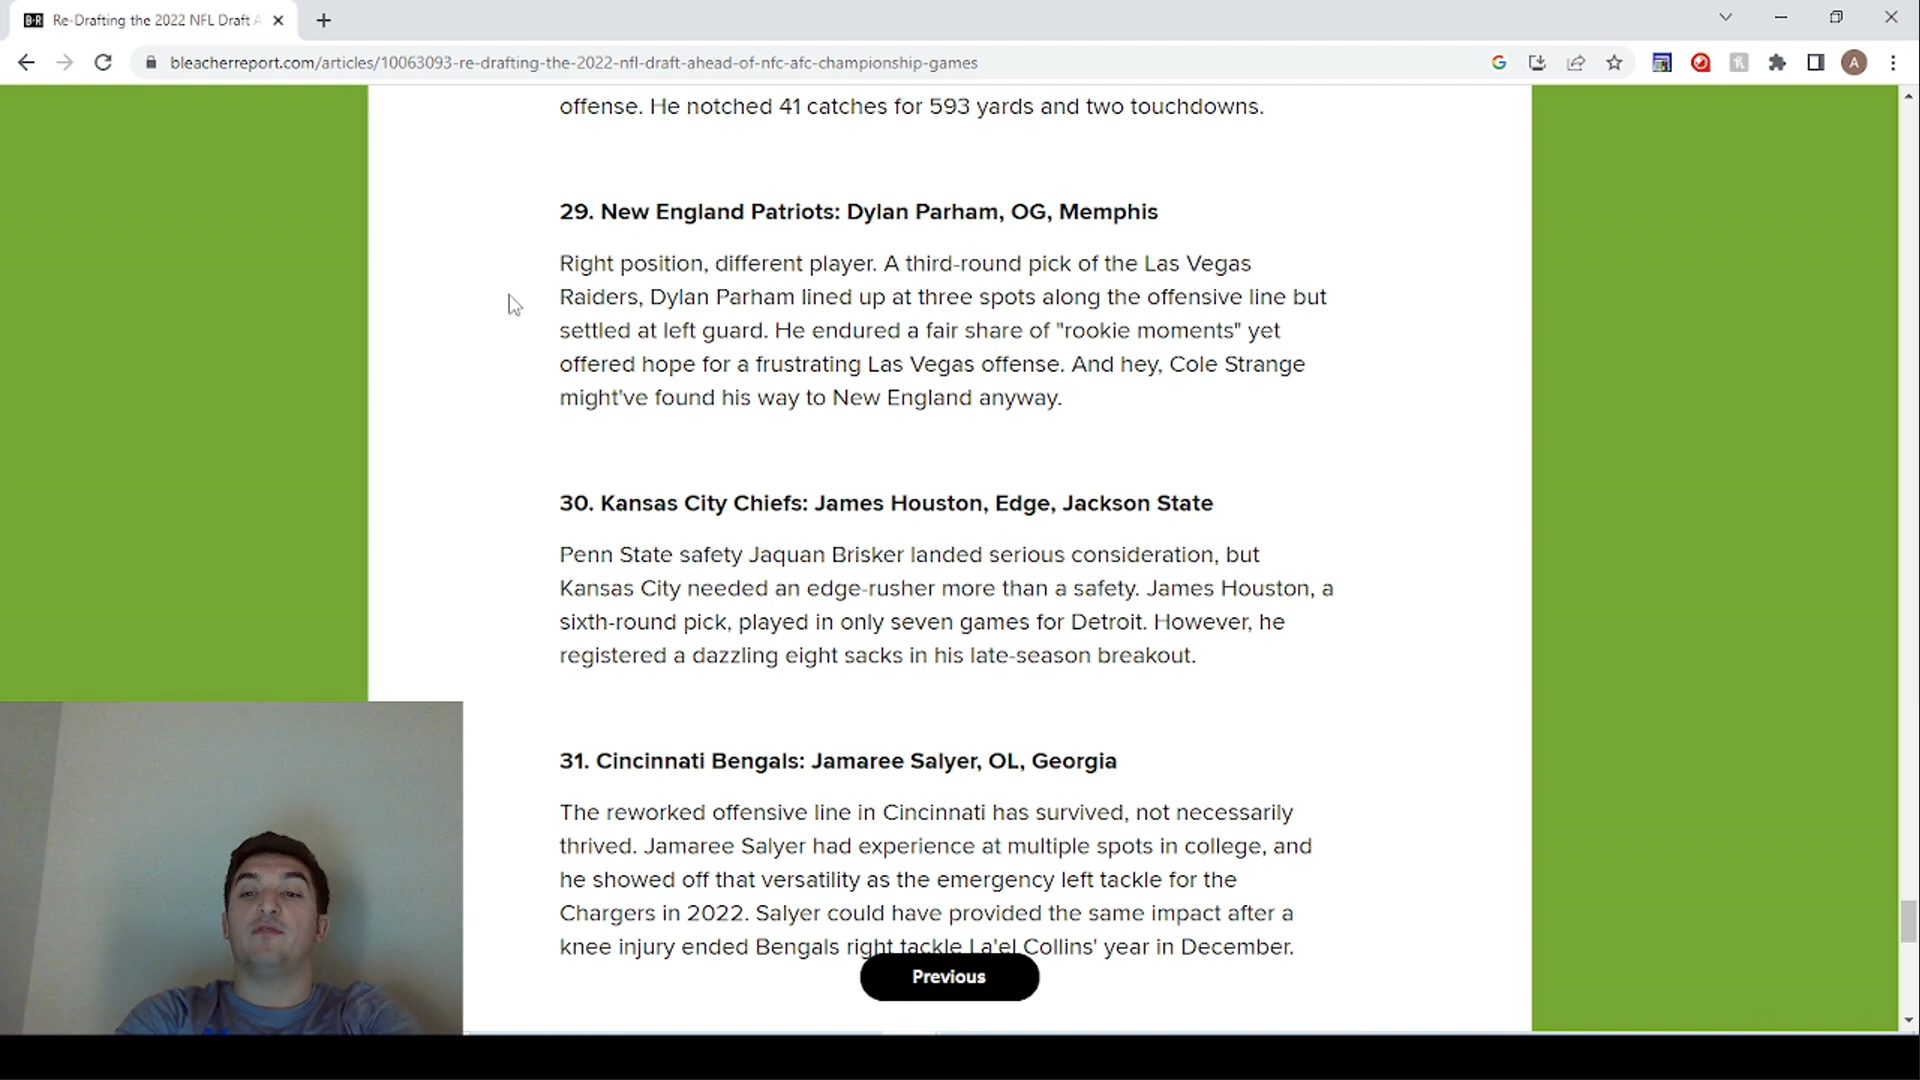 B/R Re-Drafting the 2022 NFL Draft A
bleacherreport.com/articles/10063093-re-drafting-the-2022-nfl-draft-ahead-of-nfc-afc-championship-games
G
A
offense. He notched 41 catches for 593 yards and two touchdowns.
29. New England Patriots: Dylan Parham, OG, Memphis
Right position, different player. A third-round pick of the Las Vegas
Raiders, Dylan Parham lined up at three spots along the offensive line but
settled at left guard. He endured a fair share of "rookie moments" yet
offered hope for a frustrating Las Vegas offense. And hey, Cole Strange
might've found his way to New England anyway.
30. Kansas City Chiefs: James Houston, Edge, Jackson State
Penn State safety Jaquan Brisker landed serious consideration, but
Kansas City needed an edge-rusher more than a safety. James Houston, a
sixth-round pick, played in only seven games for Detroit. However, he
registered a dazzling eight sacks in his late-season breakout.
31. Cincinnati Bengals: Jamaree Salyer, OL, Georgia
The reworked offensive line in Cincinnati has survived, not necessarily
thrived. Jamaree Salyer had experience at multiple spots in college, and
he showed off that versatility as the emergency left tackle for the
Chargers in 2022. Salyer could have provided the same impact after a
knee injury ended Bengals right tackle La'el Collins' year in December.
Previous